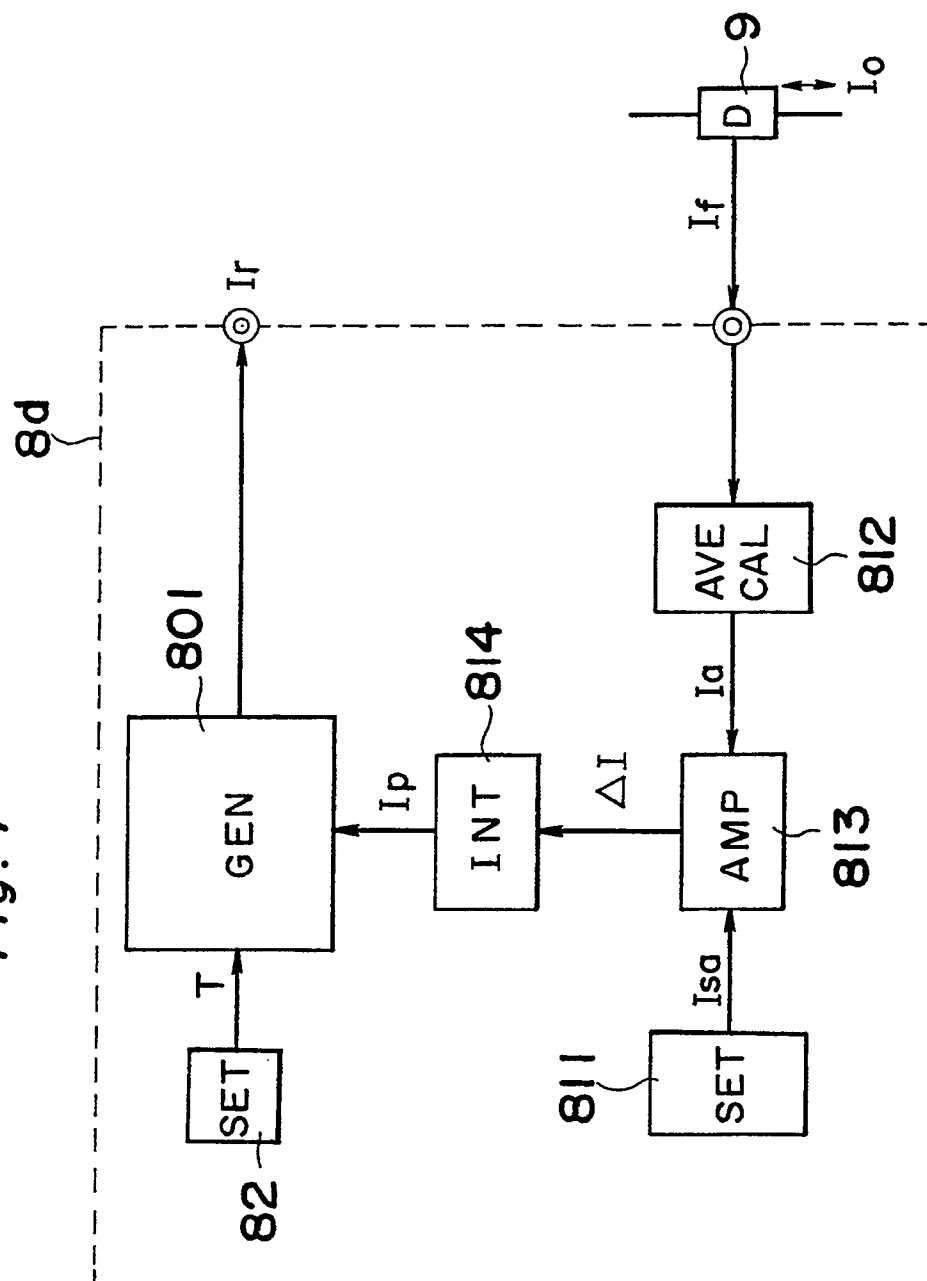 Fig.
8d
801
Ir
T
SET
GEN
82
Ip
814
INT
811
ΔI
Isa
Ia
If
SET
AMP
AVE
CAL
D
9
813
812
Io